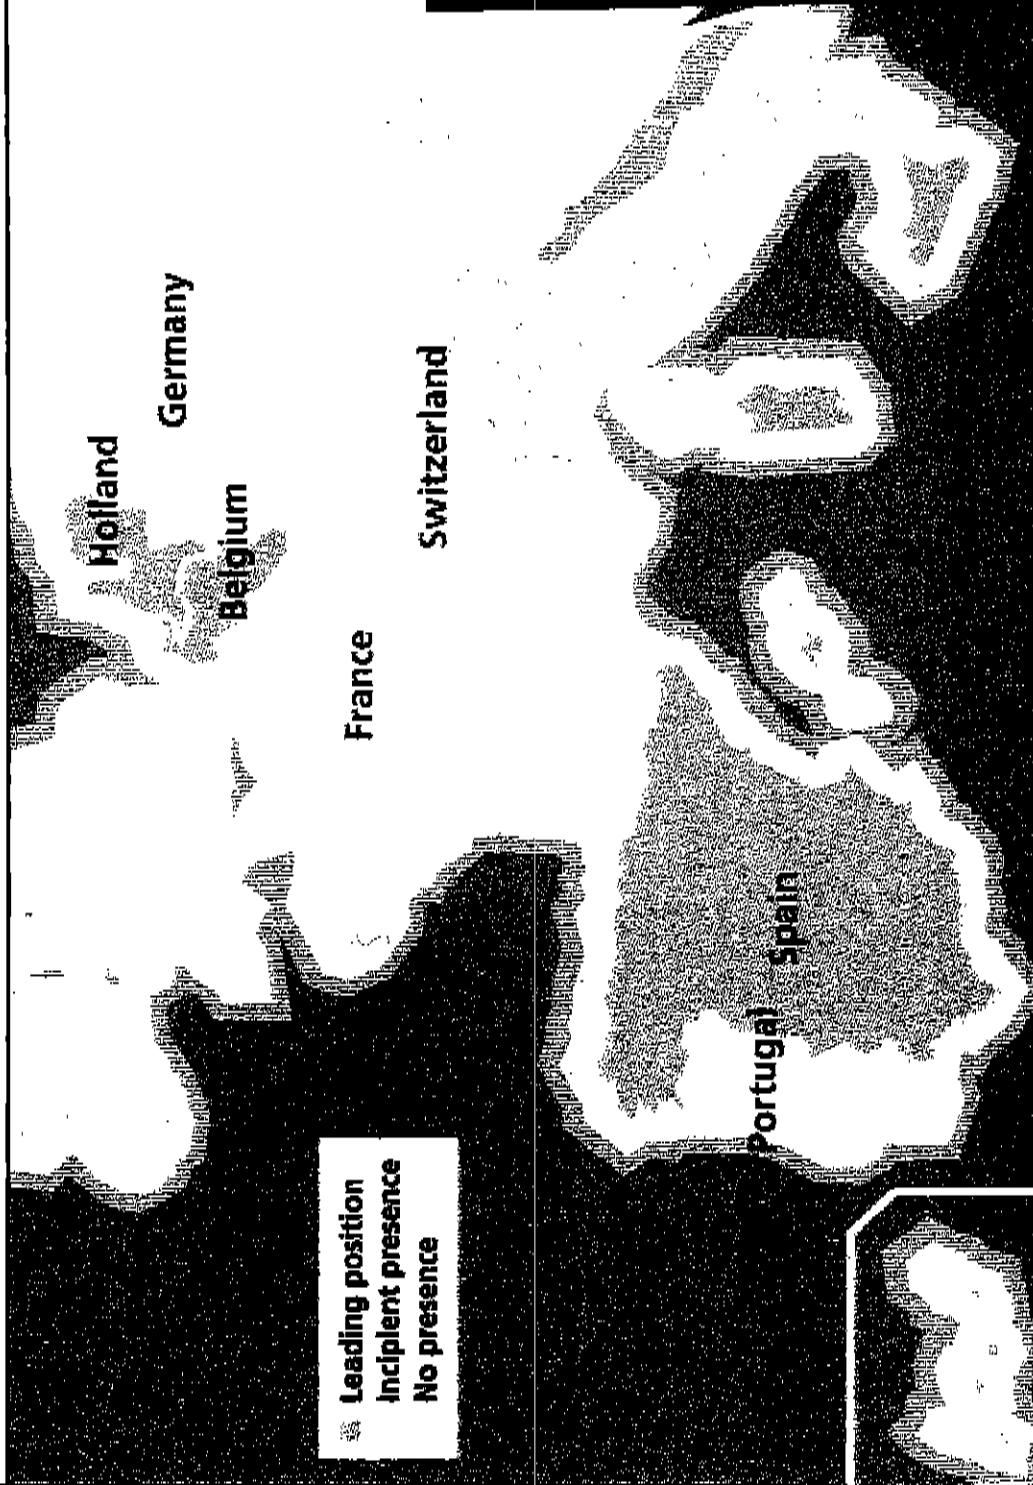 Holland
Germany
Belgium
France
Switzerland
Portugal
Spain
Leading position
Incipient presence
No presence